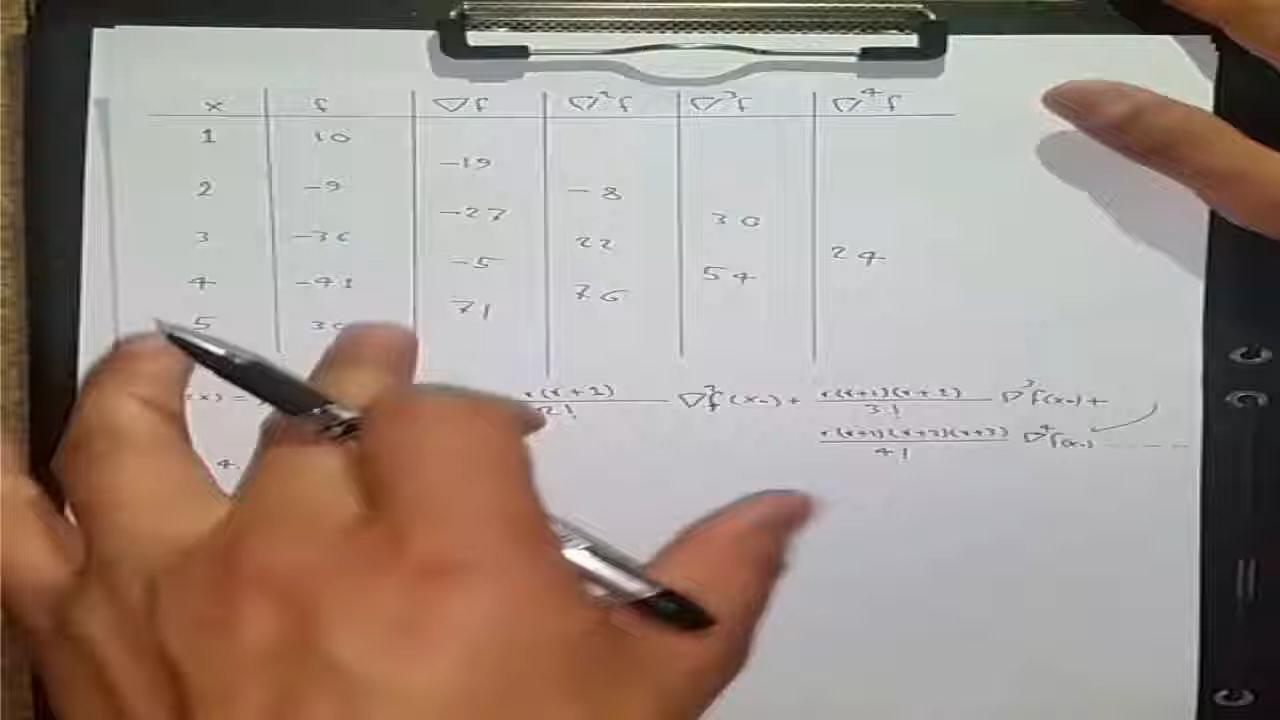 x f ∇f ∇²f ∇³f ∇⁴f
1 10
-19
2 -9 -8
-27 30
3 -36 22 24
-5 54
4 -41 76
71
5
(x) = r(r+1)/2! ∇²f(x₀) + r(r+1)(r+2)/3! ∇³f(x₀) +
r(r+1)(r+2)(r+3)/4! ∇⁴f(x₀) - - - -
4.